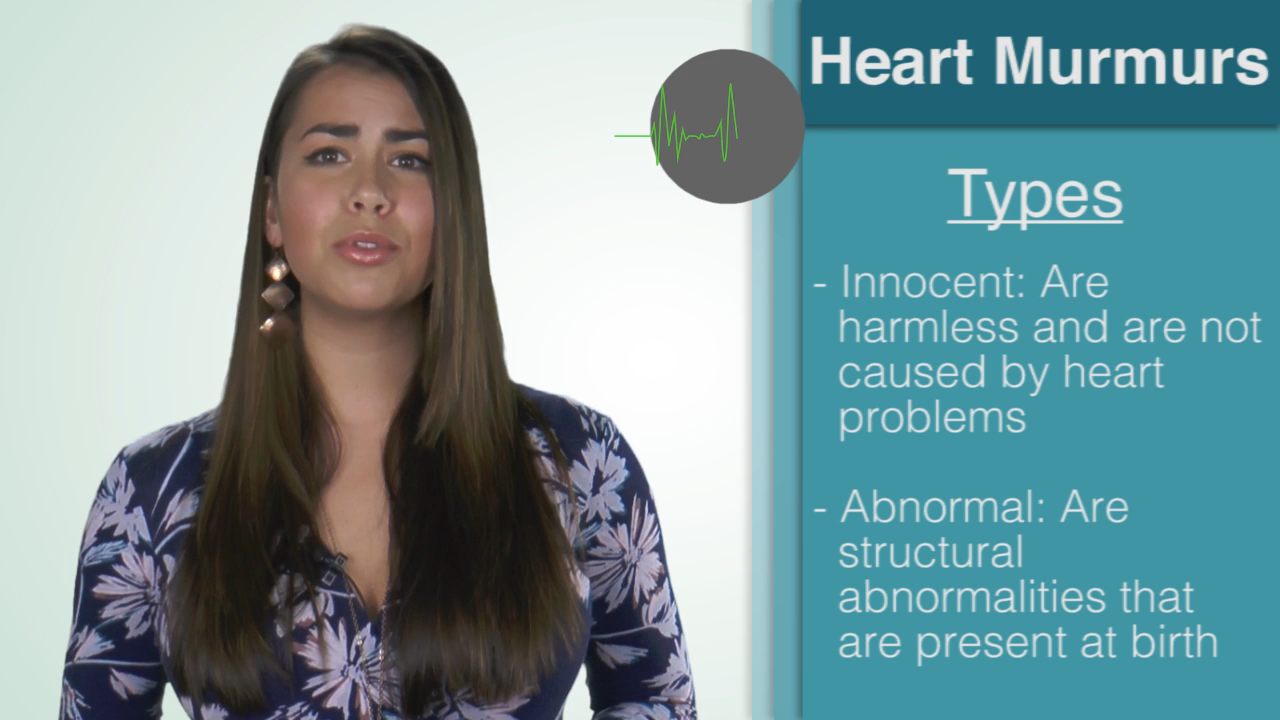 Heart Murmurs
Types
- Innocent: Are
harmless and are not
caused by heart
problems
- Abnormal: Are
structural
abnormalities that
are present at birth